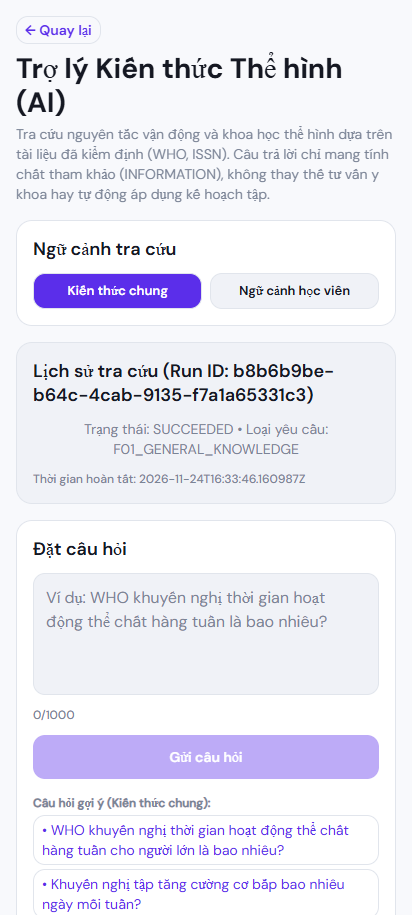 ← Quay lại
Trợ lý Kiến thức Thể hình
(AI)
Tra cứu nguyên tắc vận động và khoa học thể hình dựa trên
tài liệu đã kiểm định (WHO, ISSN). Câu trả lời chỉ mang tính
chất tham khảo (INFORMATION), không thay thế tư vấn y
khoa hay tự động áp dụng kế hoạch tập.
Ngữ cảnh tra cứu
Kiến thức chung
Ngữ cảnh học viên
Lịch sử tra cứu (Run ID: b8b6b9be-
b64c-4cab-9135-f7a1a65331c3)
Trạng thái: SUCCEEDED • Loại yêu cầu:
F01_GENERAL_KNOWLEDGE
Thời gian hoàn tất: 2026-11-24T16:33:46.160987Z
Đặt câu hỏi
Ví dụ: WHO khuyến nghị thời gian hoạt
động thể chất hàng tuần là bao nhiêu?
0/1000
Gửi câu hỏi
Câu hỏi gợi ý (Kiến thức chung):
• WHO khuyến nghị thời gian hoạt động thể chất
hàng tuần cho người lớn là bao nhiêu?
• Khuyến nghị tập tăng cường cơ bắp bao nhiêu
ngày mỗi tuần?